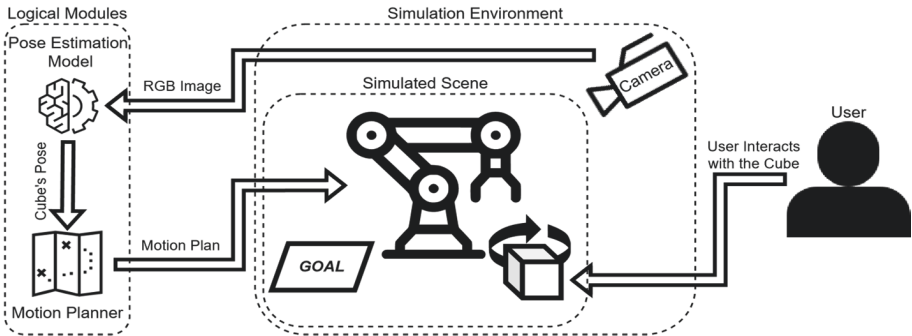 Logical Modules
Simulation Environment
Pose Estimation
Model
RGB Image
Camera
Simulated Scene
User
User Interacts
with the Cube
Cube's Pose
Motion Plan
GOAL
Motion Planner